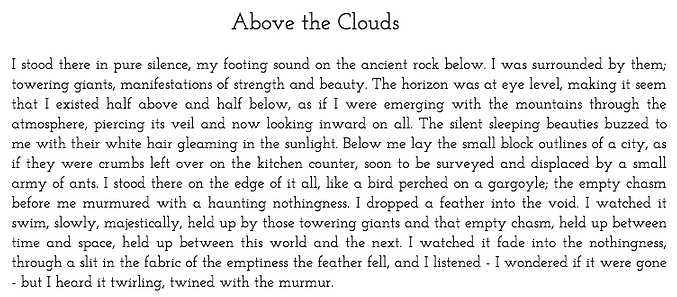 Above the Clouds
I stood there in pure silence, my footing sound on the ancient rock below. I was surrounded by them;
towering giants, manifestations of strength and beauty. The horizon was at eye level, making it seem
that I existed half above and half below, as if I were emerging with the mountains through the
atmosphere, piercing its veil and now looking inward on all. The silent sleeping beauties buzzed to
me with their white hair gleaming in the sunlight. Below me lay the small block outlines of a city, as
if they were crumbs left over on the kitchen counter, soon to be surveyed and displaced by a small
army of ants. I stood there on the edge of it all, like a bird perched on a gargoyle; the empty chasm
before me murmured with a haunting nothingness. I dropped a feather into the void. I watched it
swim, slowly, majestically, held up by those towering giants and that empty chasm, held up between
time and space, held up between this world and the next. I watched it fade into the nothingness,
through a slit in the fabric of the emptiness the feather fell, and I listened - I wondered if it were gone
- but I heard it twirling, twined with the murmur.